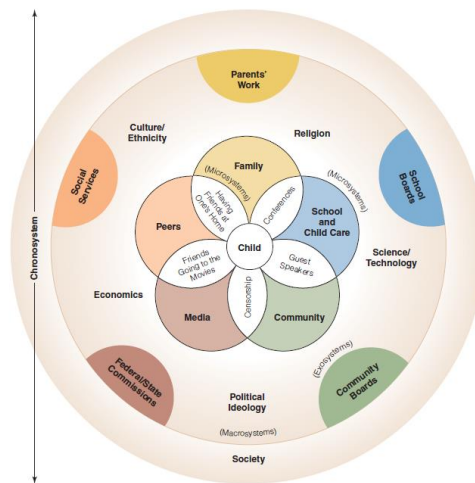 Parents'
Work
Culture/
Ethnicity
Religion
Social
Services
School
Boards
Family
(Microsystems)
(Microsystems)
Having
Friends at
One's Home
Conferences
Peers
School
and
Child Care
Child
Friends
Going to the
Movies
Guest
Speakers
Science/
Technology
Economics
Media
Censorship
Community
Chronosystem
Federal/State
Commissions
Political
Ideology
(Exosystems)
Community
Boards
(Macrosystems)
Society